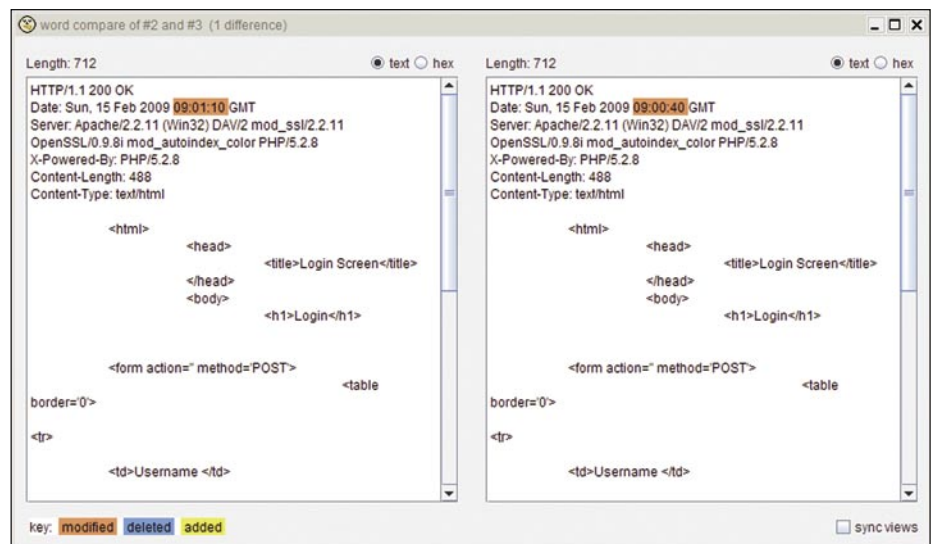 word compare of #2 and #3 (1 difference)
Length: 712
text
hex
HTTP/1.1 200 OK
Date: Sun, 15 Feb 2009 09:01:10 GMT
Server: Apache/2.2.11 (Win32) DAV/2 mod_ssl/2.2.11
OpenSSL/0.9.8i mod_autoindex_color PHP/5.2.8
X-Powered-By: PHP/5.2.8
Content-Length: 488
Content-Type: text/html
<html>
<head>
<title>Login Screen</title>
</head>
<body>
<h1>Login</h1>
<form action='' method='POST'>
<table
border='0'>
<tr>
<td>Username </td>
Length: 712
text
hex
HTTP/1.1 200 OK
Date: Sun, 15 Feb 2009 09:00:40 GMT
Server: Apache/2.2.11 (Win32) DAV/2 mod_ssl/2.2.11
OpenSSL/0.9.8i mod_autoindex_color PHP/5.2.8
X-Powered-By: PHP/5.2.8
Content-Length: 488
Content-Type: text/html
<html>
<head>
<title>Login Screen</title>
</head>
<body>
<h1>Login</h1>
<form action='' method='POST'>
<table
border='0'>
<tr>
<td>Username </td>
key: modified deleted added
sync views